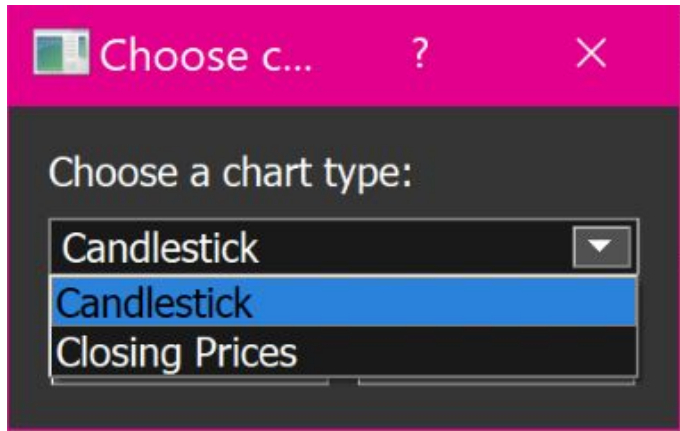 Choose c... ?
Choose a chart type:
Candlestick
Candlestick
Closing Prices